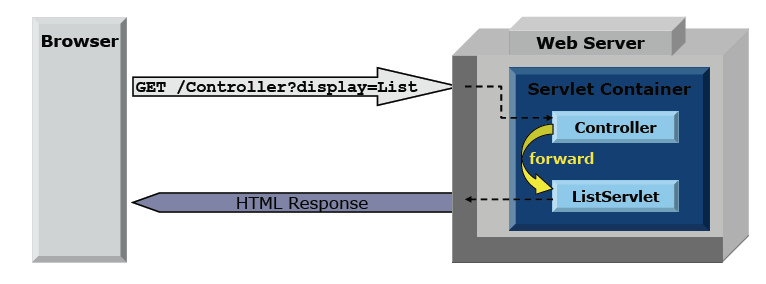 Browser
Web Server
GET /Controller?display=List
Servlet Container
Controller
forward
ListServlet
HTML Response